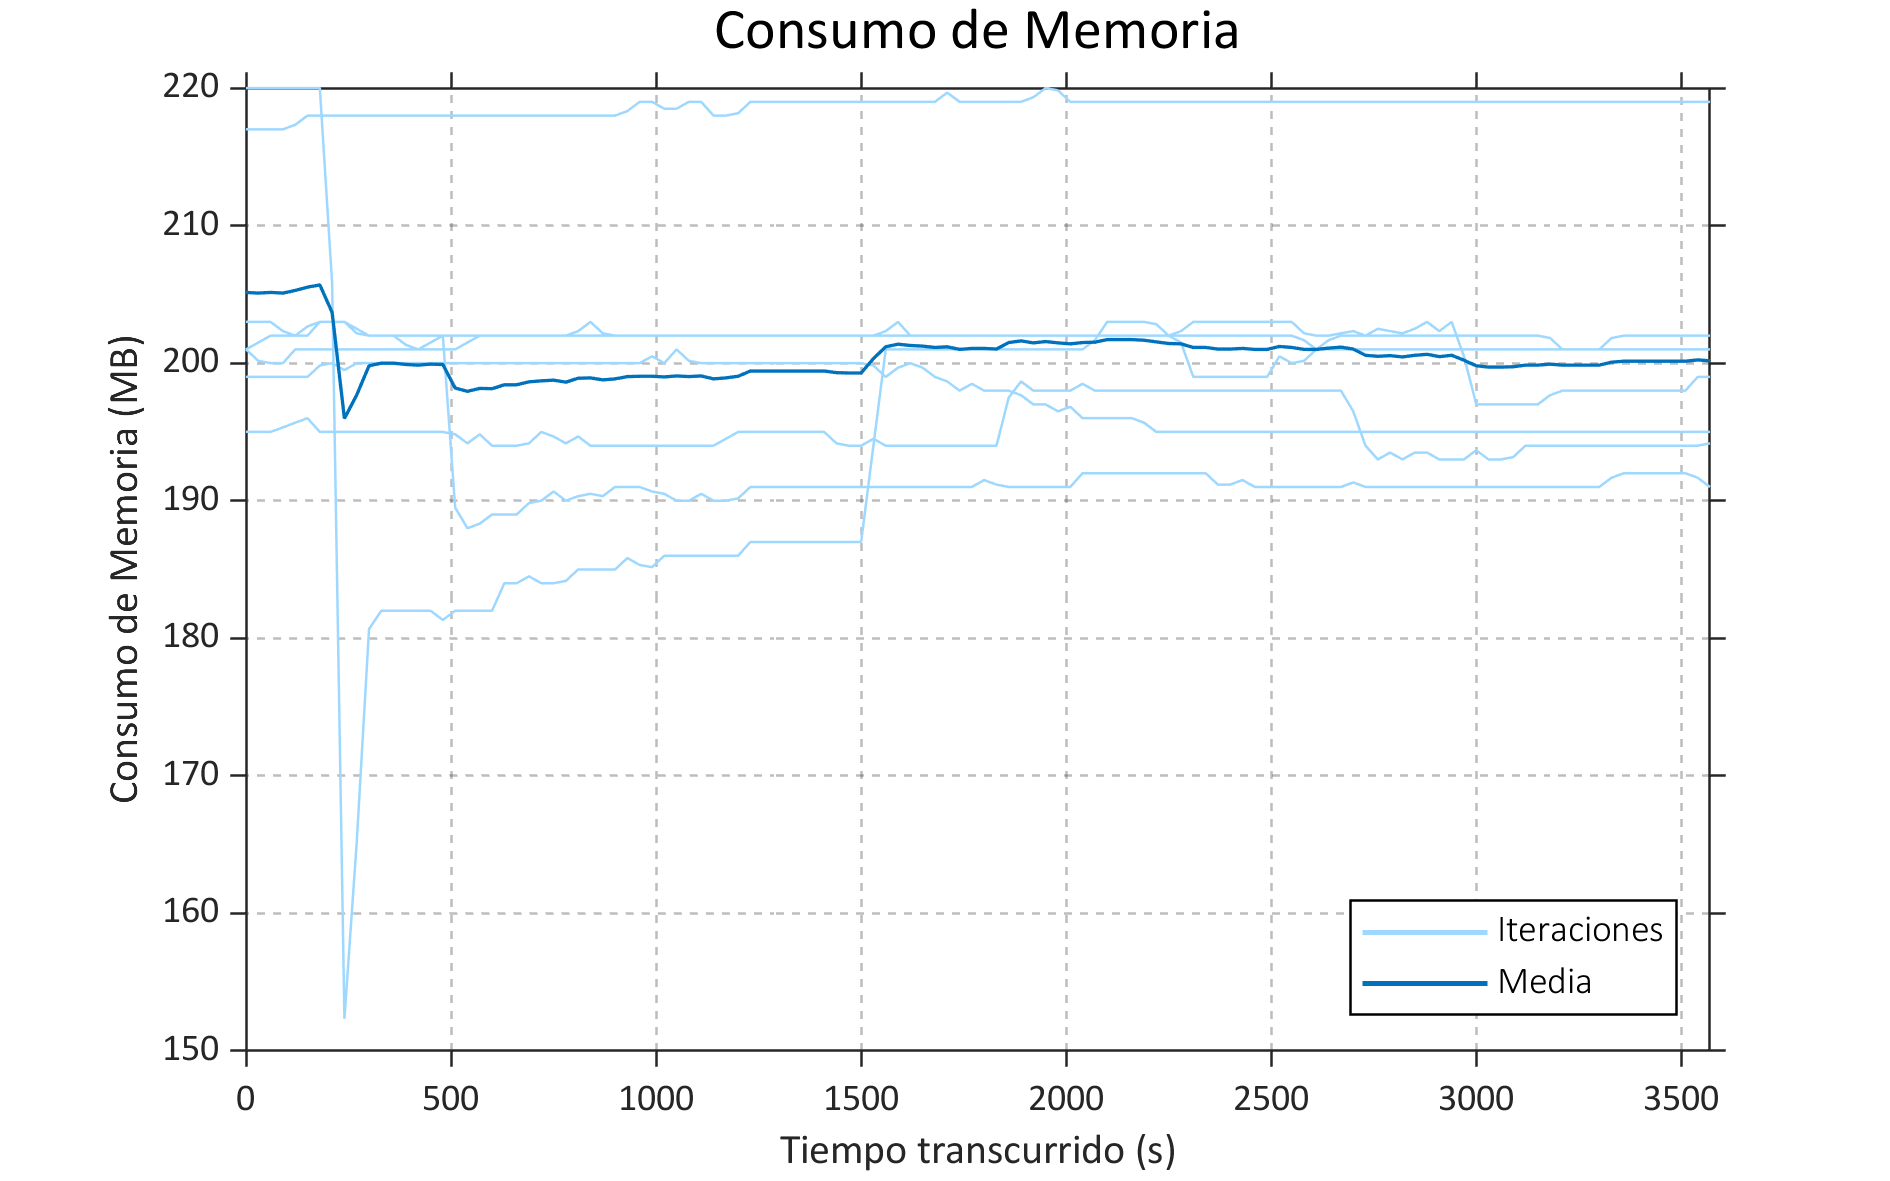 Consumo de Memoria
Consumo de Memoria (MB)
220
210
200
190
180
170
160
150
0 500 1000 1500 2000 2500 3000 3500
Tiempo transcurrido (s)
Iteraciones
Media